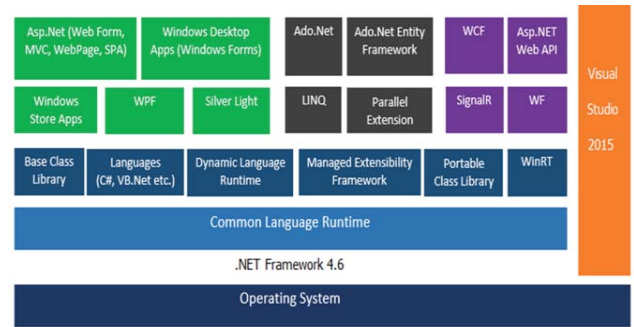 Asp.Net (Web Form,
MVC, WebPage, SPA)
Windows Desktop
Apps (Windows Forms)
Ado.Net
Ado.Net Entity
Framework
WCF
Asp.NET
Web API
Windows
Store Apps
WPF
Silver Light
LINQ
Parallel
Extension
SignalR
WF
Visual
Studio
2015
Base Class
Library
Languages
(C#, VB.Net etc.)
Dynamic Language
Runtime
Managed Extensibility
Framework
Portable
Class Library
WinRT
Common Language Runtime
.NET Framework 4.6
Operating System